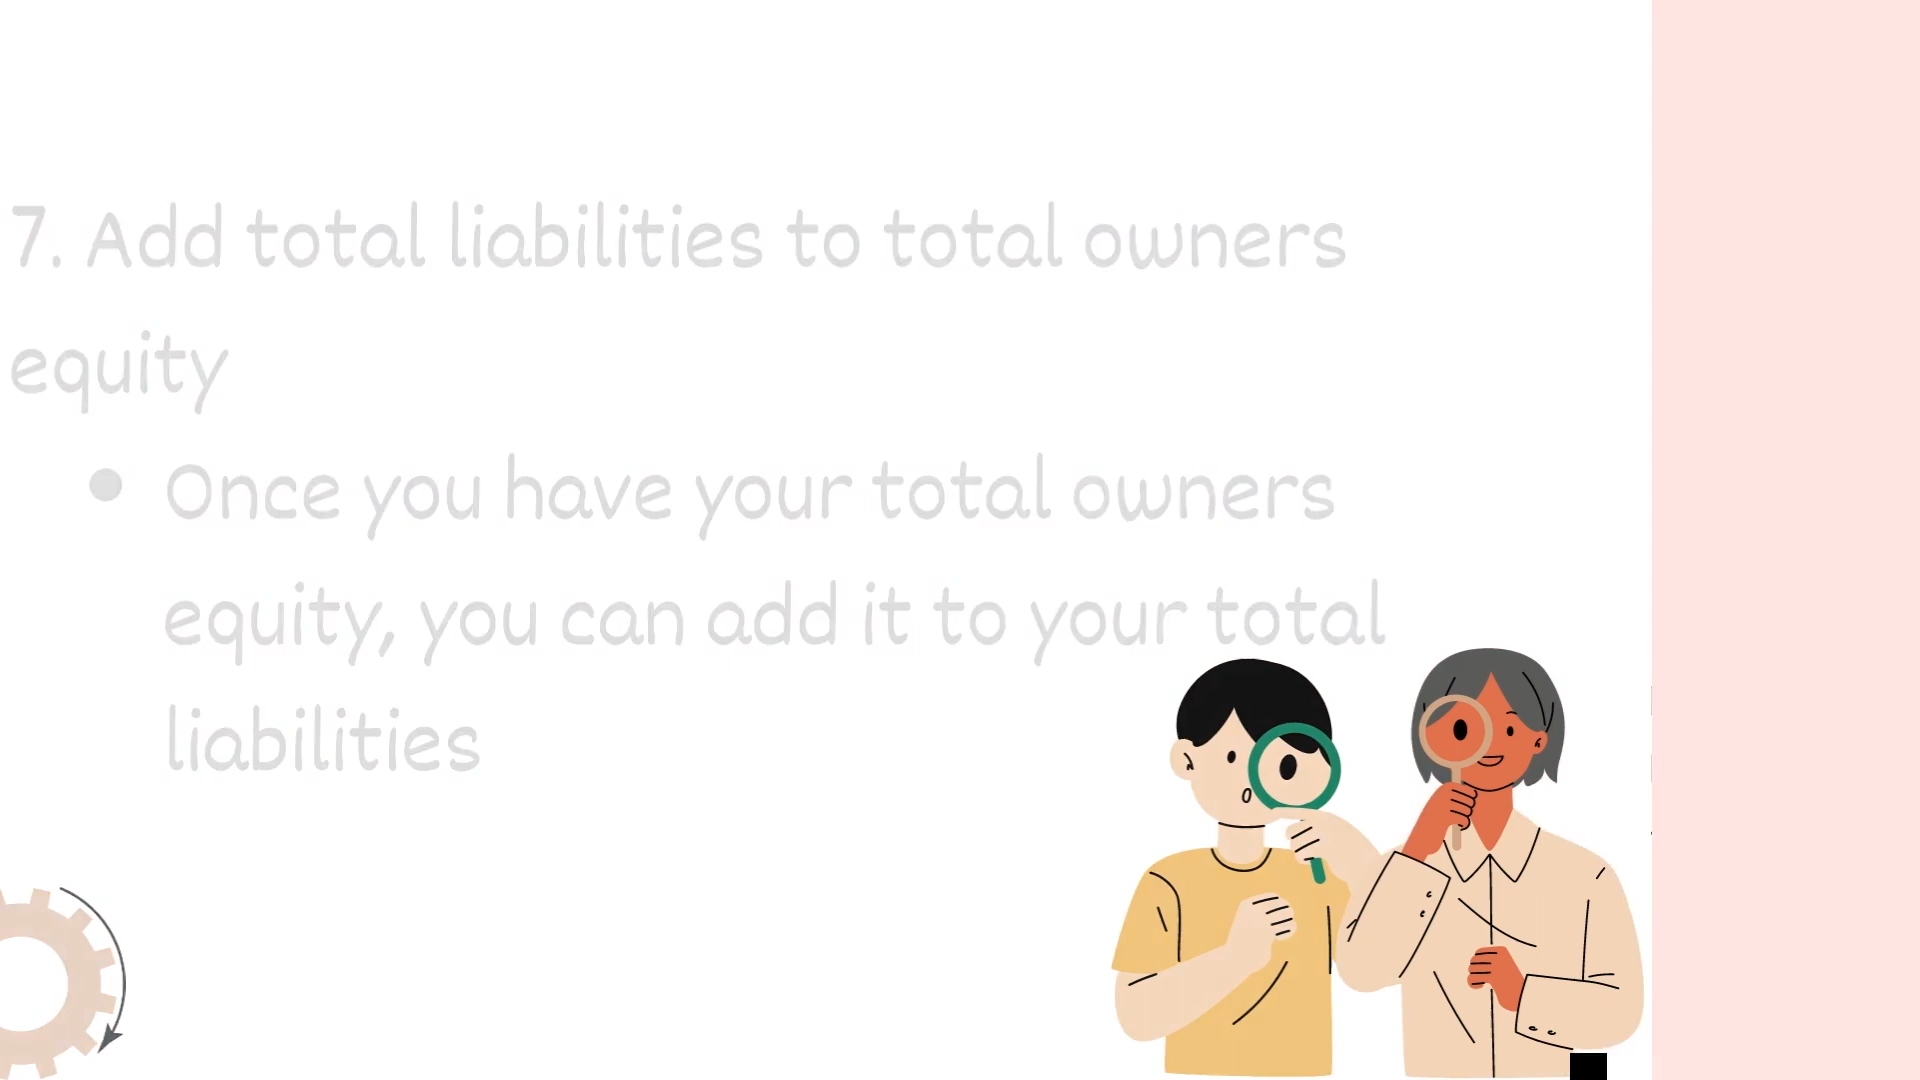 7. Add total liabilities to total owners
equity
• Once you have your total owners
equity, you can add it to your total
liabilities